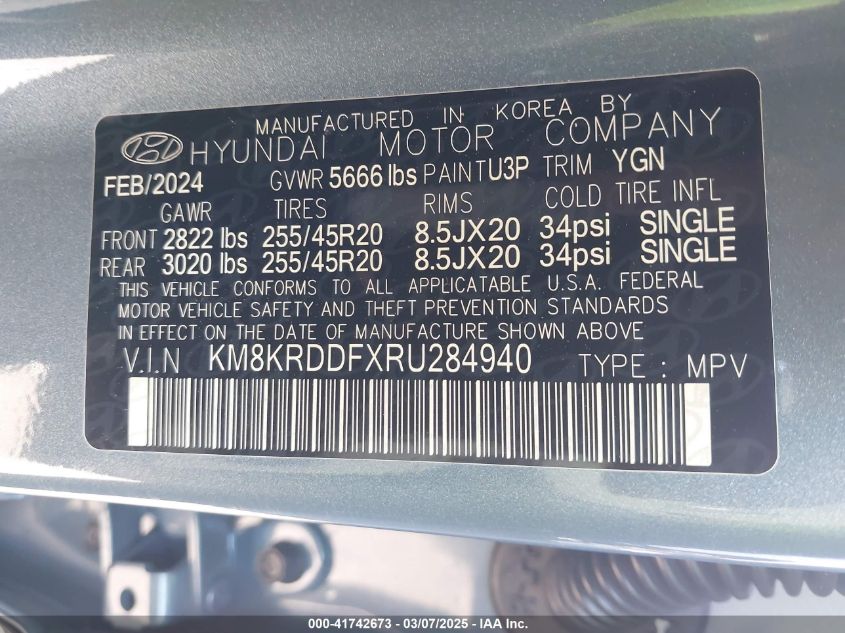 MANUFACTURED IN KOREA BY
HYUNDAI MOTOR COMPANY
FEB/2024 GVWR 5666 lbs PAINT U3P TRIM YGN
GAWR TIRES RIMS COLD TIRE INFL
FRONT 2822 lbs 255/45R20 8.5JX20 34psi SINGLE
REAR 3020 lbs 255/45R20 8.5JX20 34psi SINGLE
THIS VEHICLE CONFORMS TO ALL APPLICATABLE U.S.A. FEDERAL
MOTOR VEHICLE SAFETY AND THEFT PREVENTION STANDARDS
IN EFFECT ON THE DATE OF MANUFACTURE SHOWN ABOVE
V.I.N KM8KRDDFXRU284940 TYPE : MPV
000-41742673 — 03/07/2025 — IAA Inc.